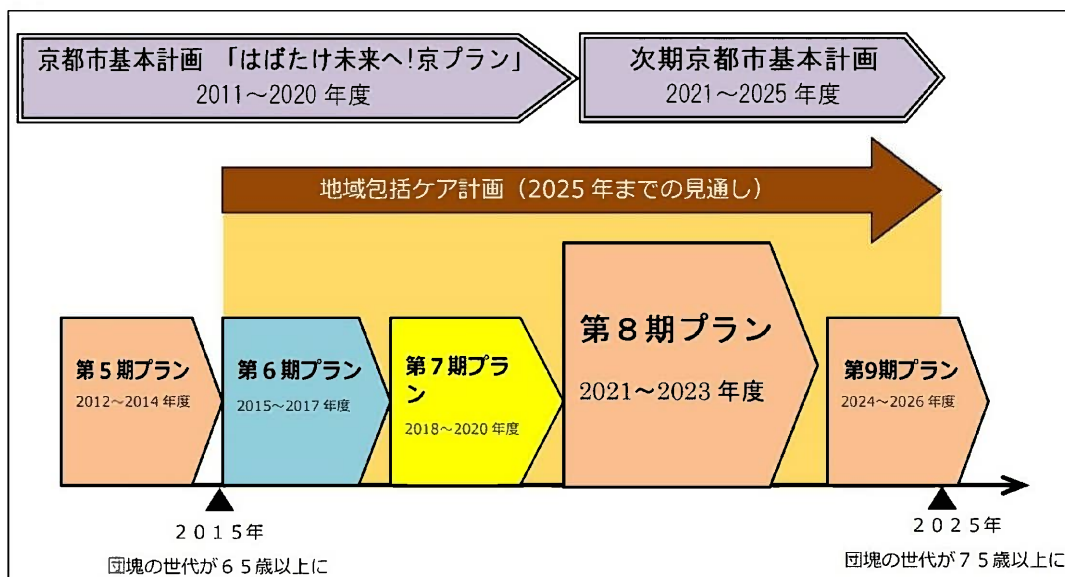 京都市基本計画 「はばたけ未来へ!京プラン」
2011～2020 年度
次期京都市基本計画
2021～2025 年度
地域包括ケア計画（2025 年までの見通し）
第５期プラン
2012～2014 年度
第６期プラン
2015～2017 年度
第７期プラ
ン
2018～2020 年度
第８期プラン
2021～2023 年度
第9期プラン
2024～2026 年度
２０１５年
団塊の世代が６５歳以上に
２０２５年
団塊の世代が７５歳以上に